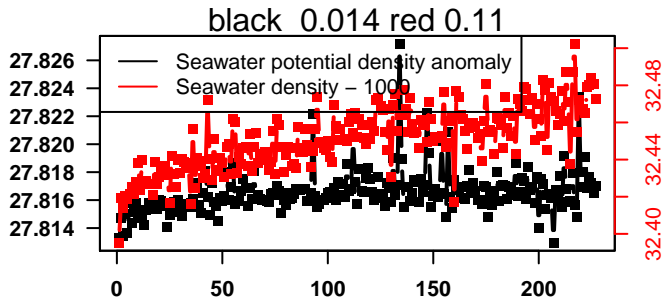 black 0.014 red 0.11
Seawater potential density anomaly
Seawater density − 1000
27.826
27.824
27.822
27.820
27.818
27.816
27.814
32.48
32.44
32.40
0 50 100 150 200